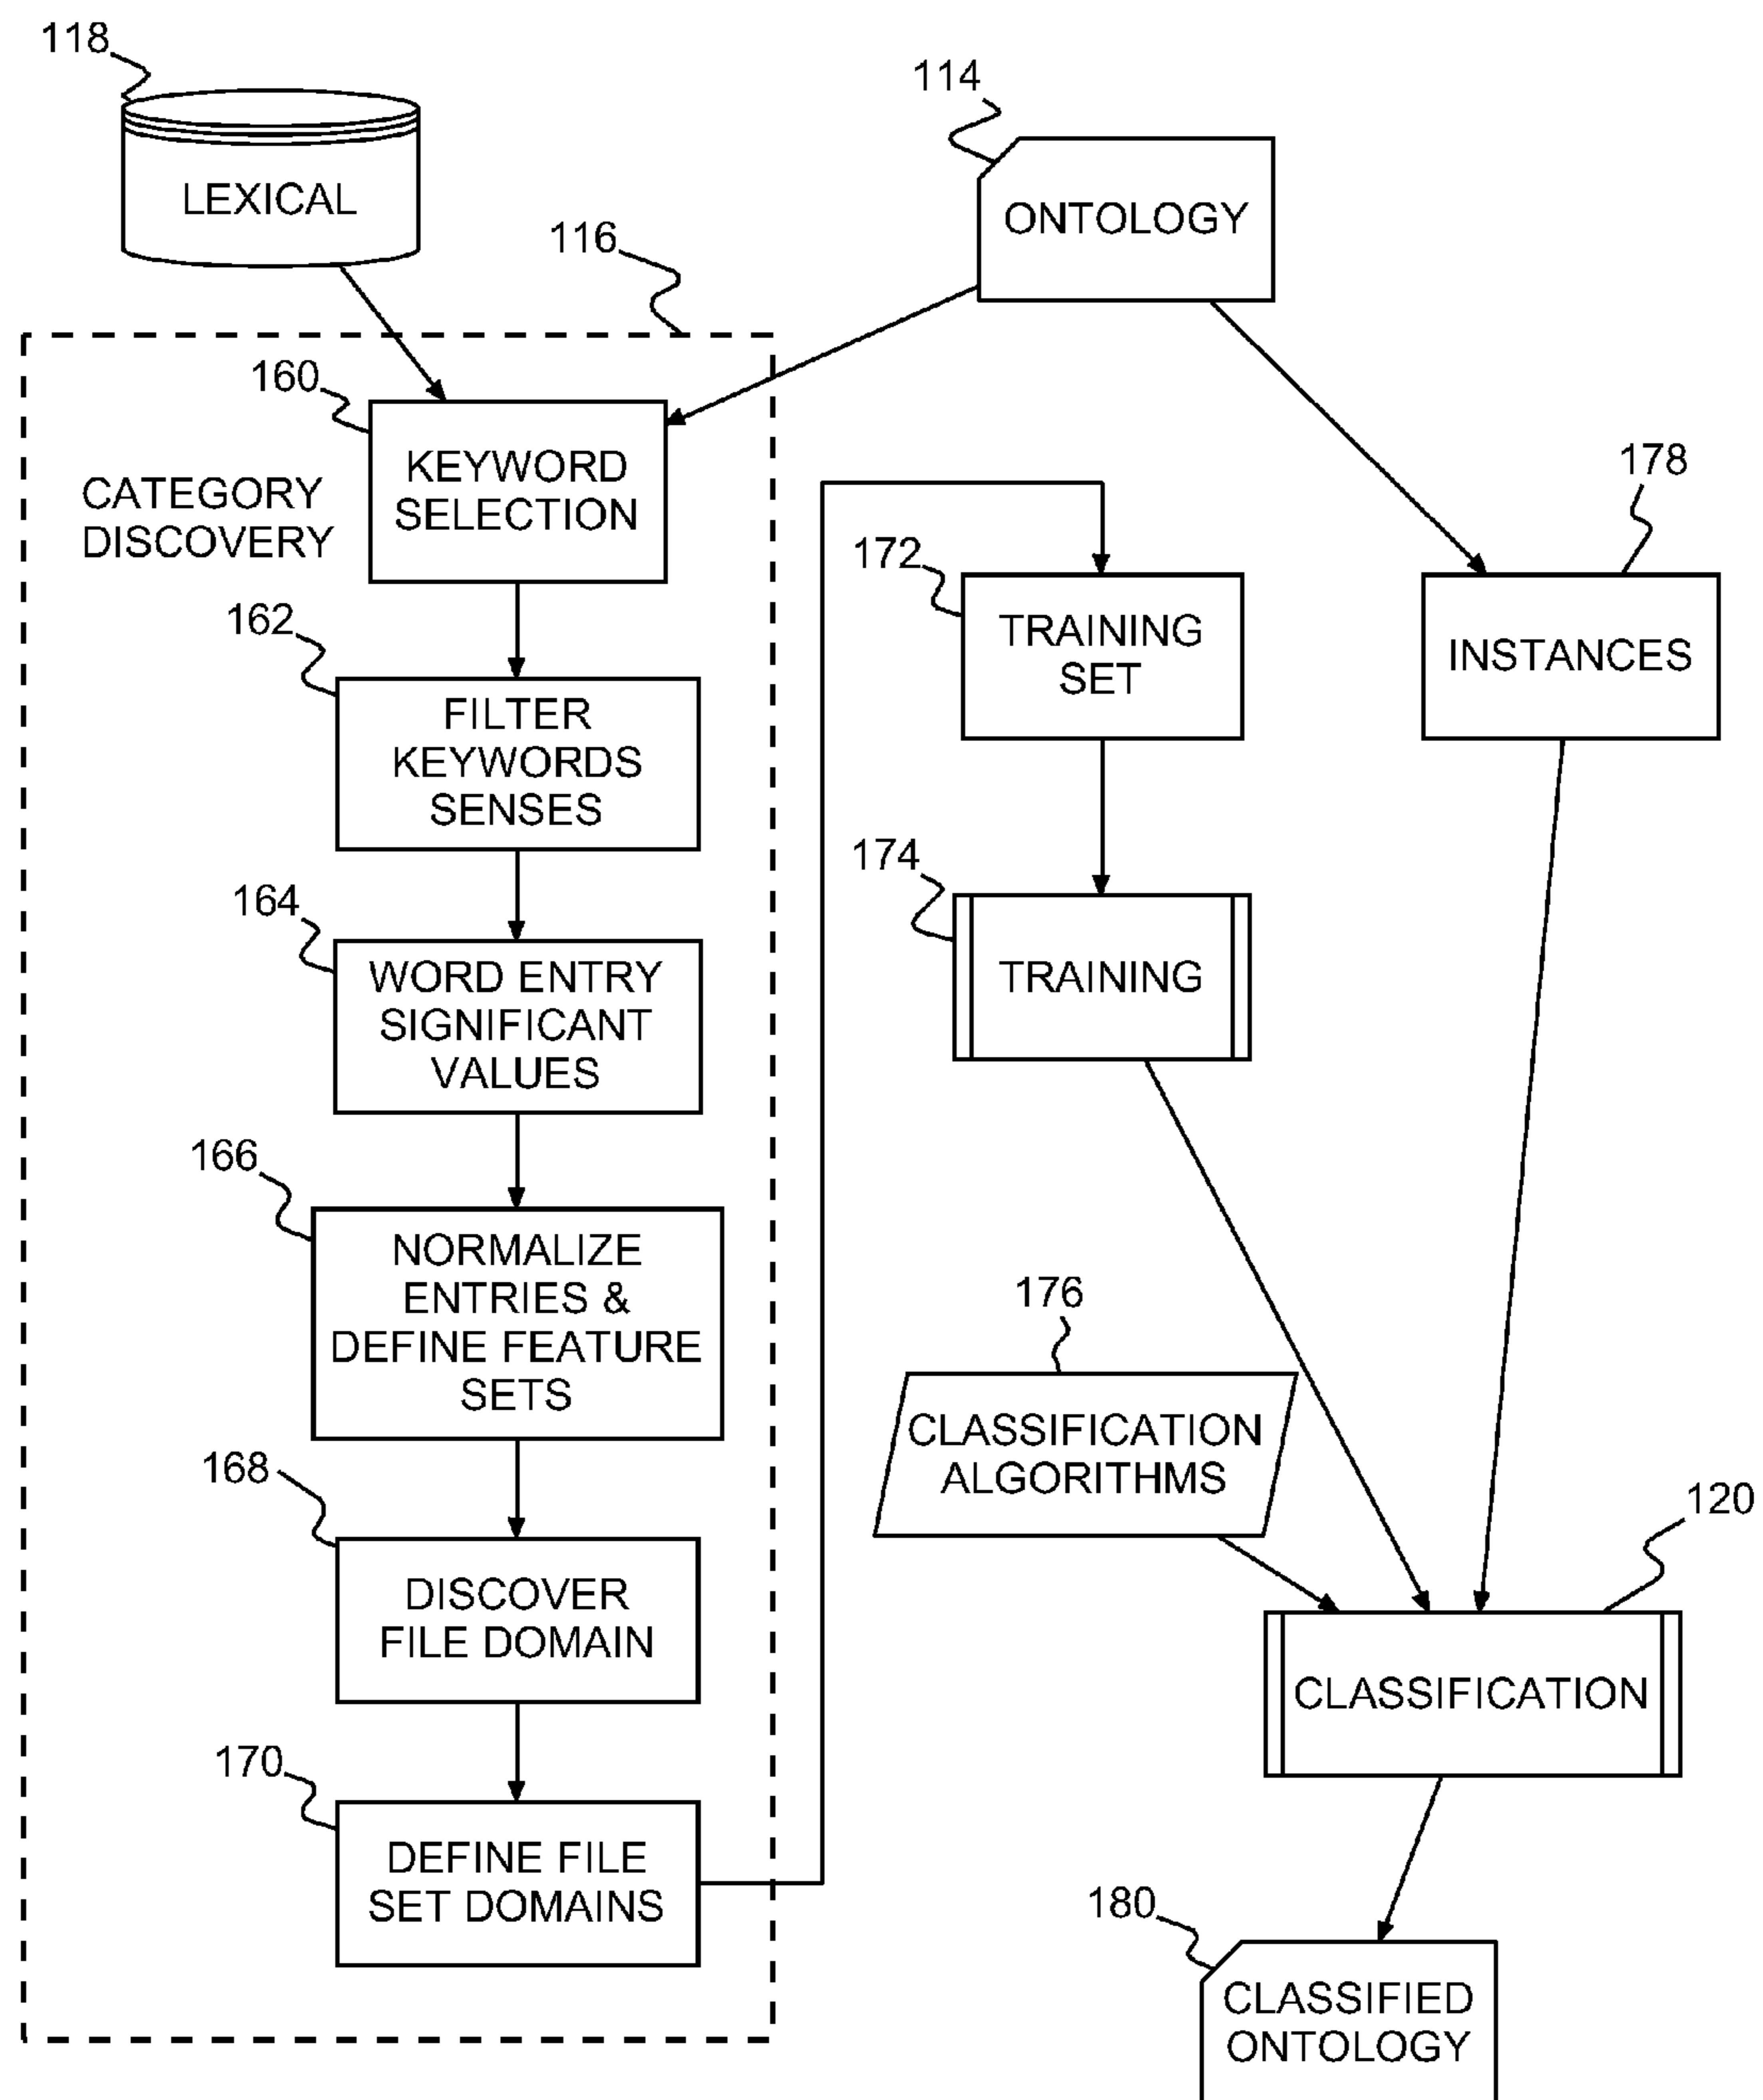 118
LEXICAL
114
ONTOLOGY
116
160
KEYWORD
SELECTION
CATEGORY
DISCOVERY
162
FILTER
KEYWORDS
SENSES
164
WORD ENTRY
SIGNIFICANT
VALUES
166
NORMALIZE
ENTRIES &
DEFINE FEATURE
SETS
168
DISCOVER
FILE DOMAIN
170
DEFINE FILE
SET DOMAINS
172
TRAINING
SET
174
TRAINING
178
INSTANCES
176
CLASSIFICATION
ALGORITHMS
120
CLASSIFICATION
180
CLASSIFIED
ONTOLOGY